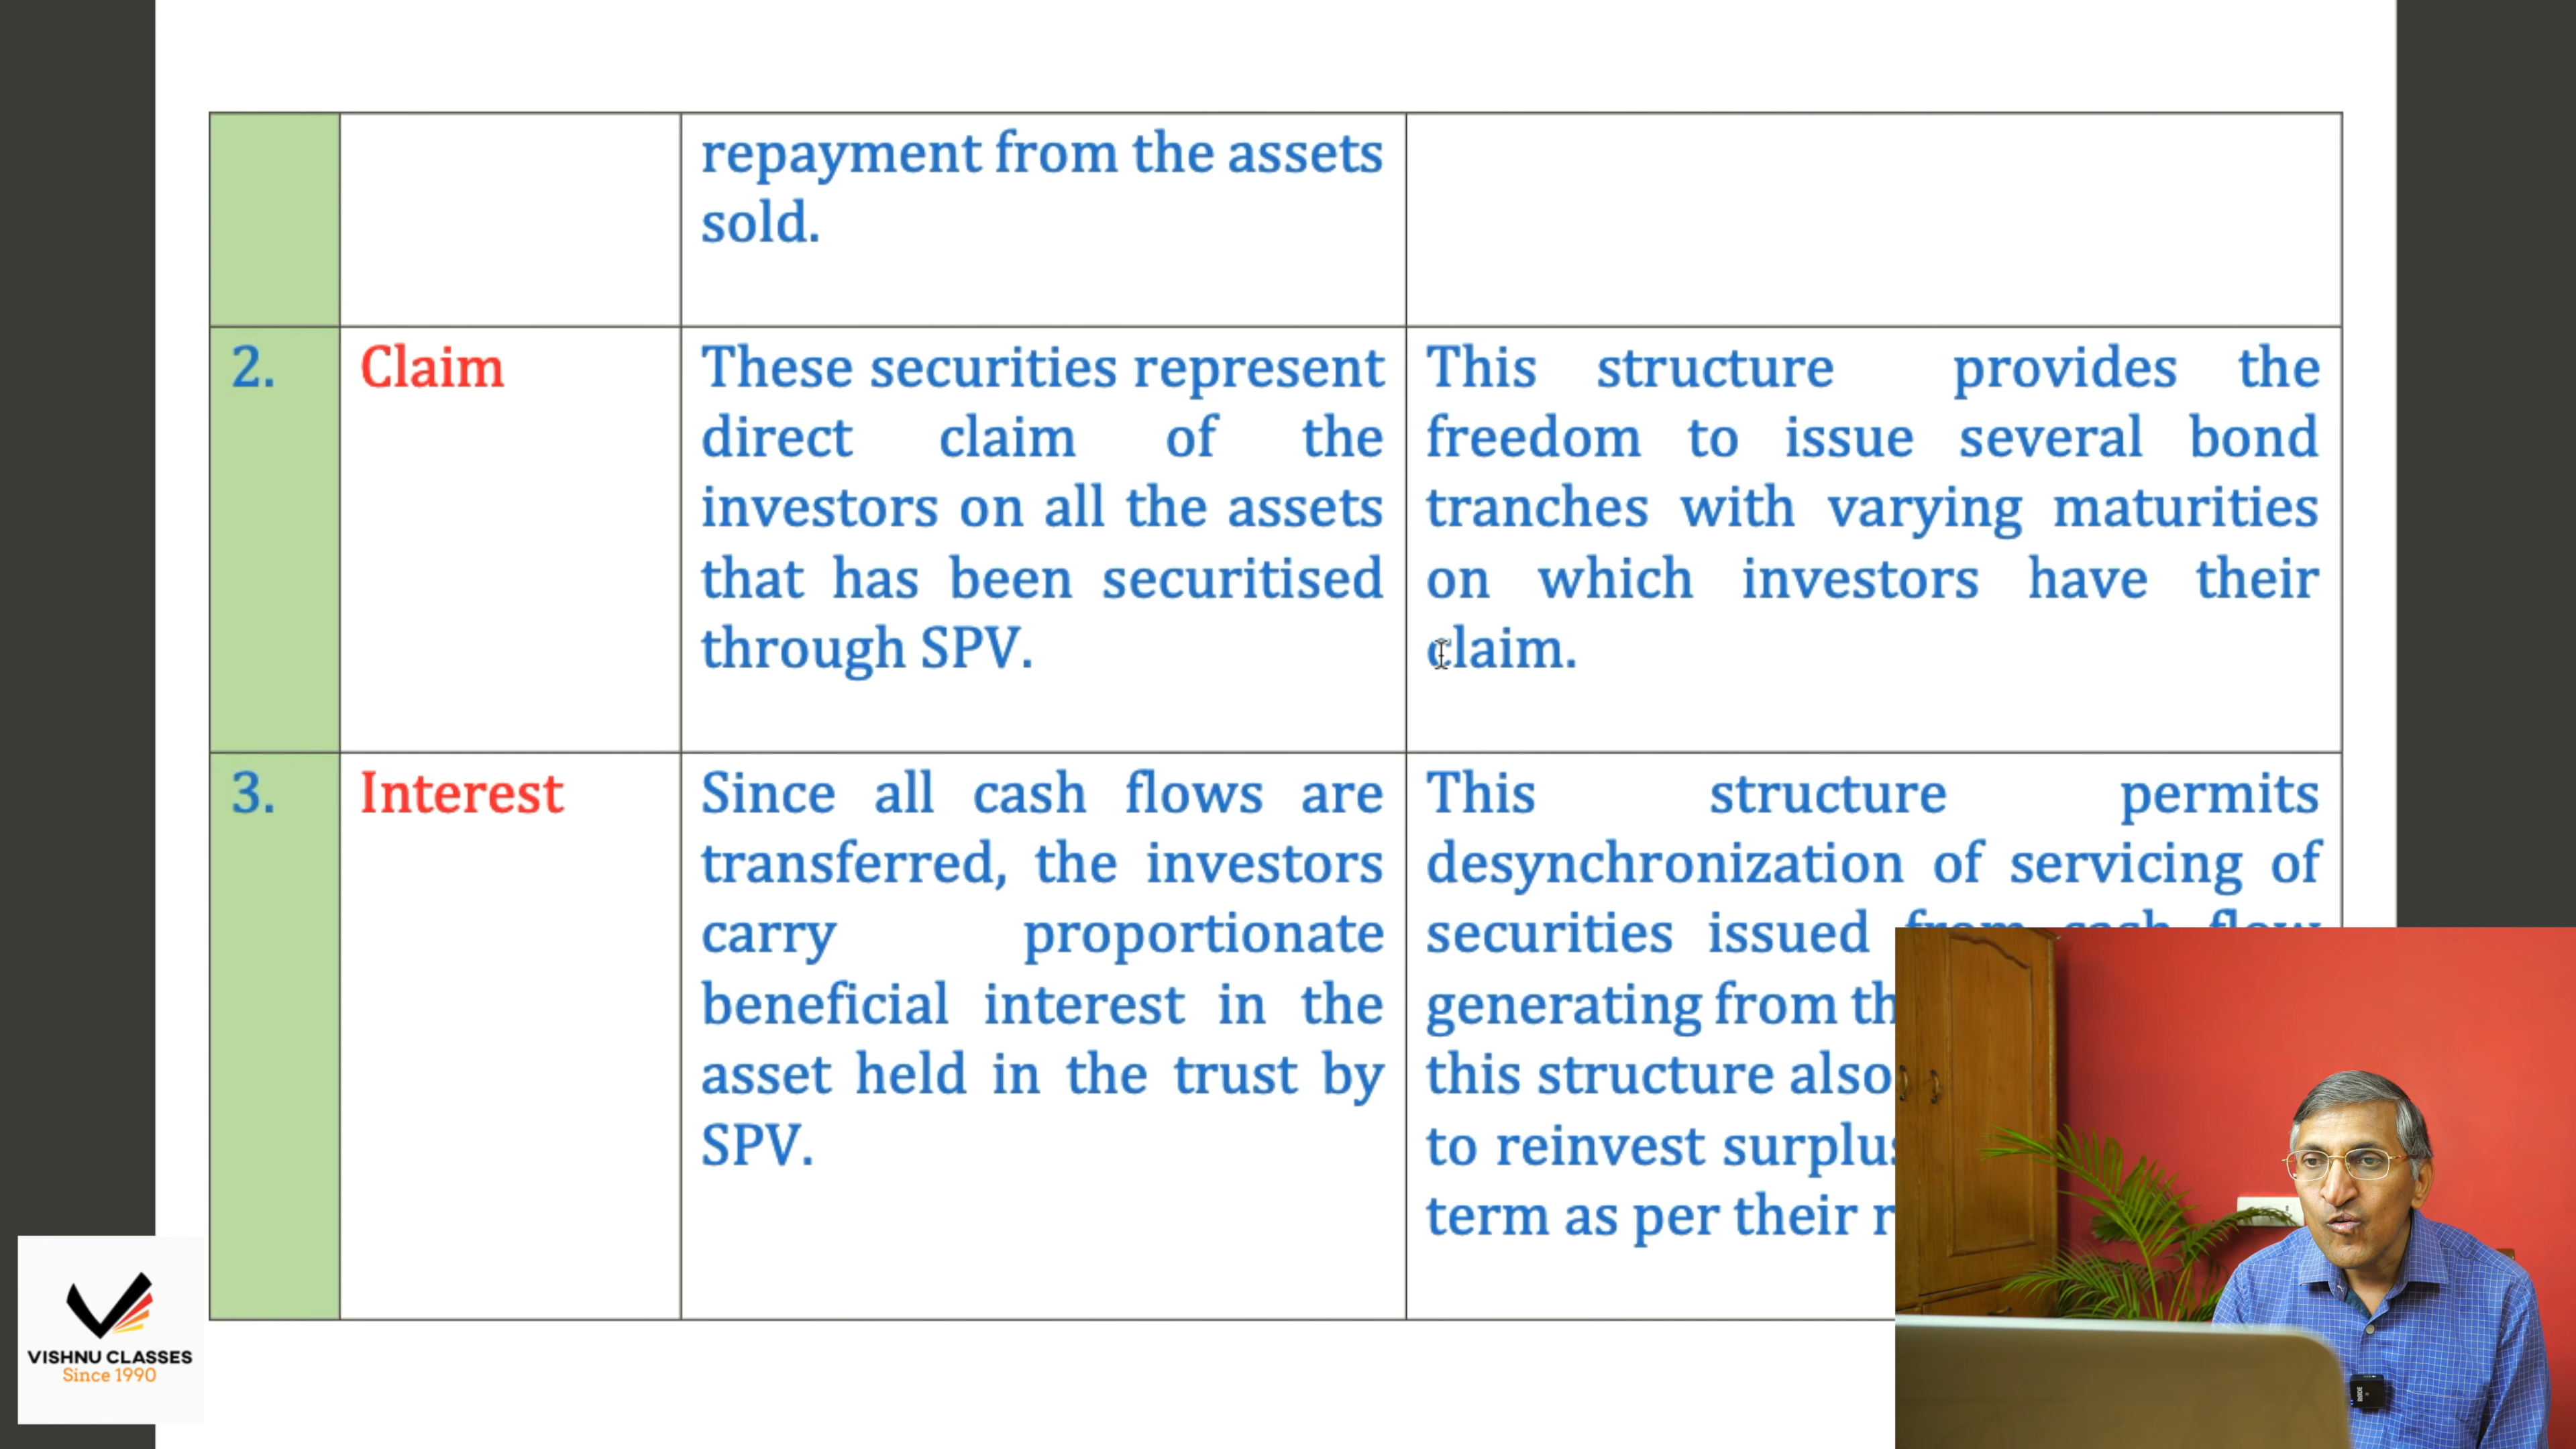 repayment from the assets
sold.
2.
Claim
These securities represent
direct claim of the
investors on all the assets
that has been securitised
through SPV.
This structure provides the
freedom to issue several bond
tranches with varying maturities
on which investors have their
claim.
3.
Interest
Since all cash flows are
transferred, the investors
carry proportionate
beneficial interest in the
asset held in the trust by
SPV.
This structure permits
desynchronization of servicing of
securities issued from cash flow
generating from
this structure also
to reinvest
term as per their
VISHNU CLASSES
Since 1990